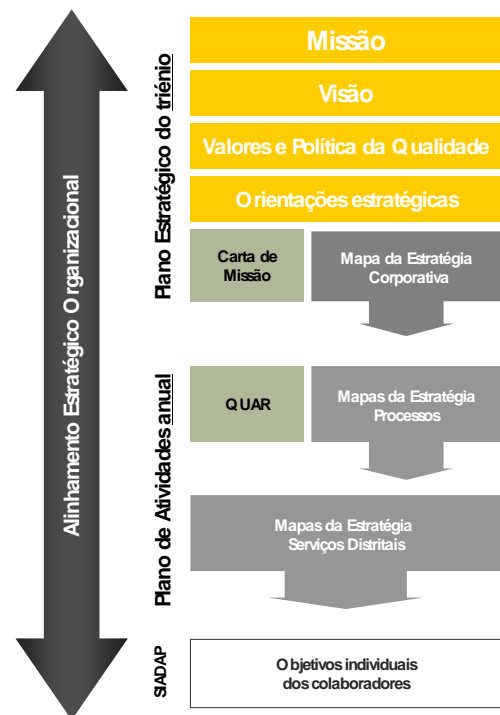 Alinhamento Estratégico Organizacional
Plano Estratégico do triénio
Missão
Visão
Valores e Política da Qualidade
Orientações estratégicas
Carta de
Missão
Mapa da Estratégia
Corporativa
Plano de Atividades anual
QUAR
Mapas da Estratégia
Processos
Mapas da Estratégia
Serviços Distritais
SIADAP
Objetivos individuais
dos colaboradores